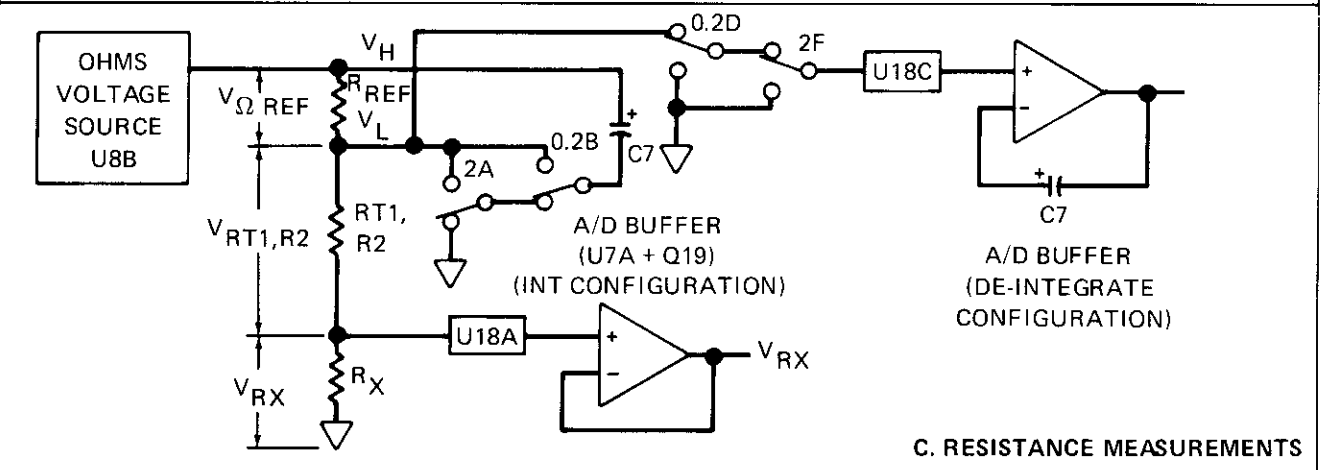 OHMS
VOLTAGE
SOURCE
U8B
V_H
V_Ω REF
R_REF
V_L
0.2D
2F
U18C
+
−
+
C7
A/D BUFFER
(DE-INTEGRATE
CONFIGURATION)
2A
0.2B
+
C7
V_RT1,R2
RT1,
R2
A/D BUFFER
(U7A + Q19)
(INT CONFIGURATION)
U18A
+
−
V_RX
V_RX
R_X
C. RESISTANCE MEASUREMENTS